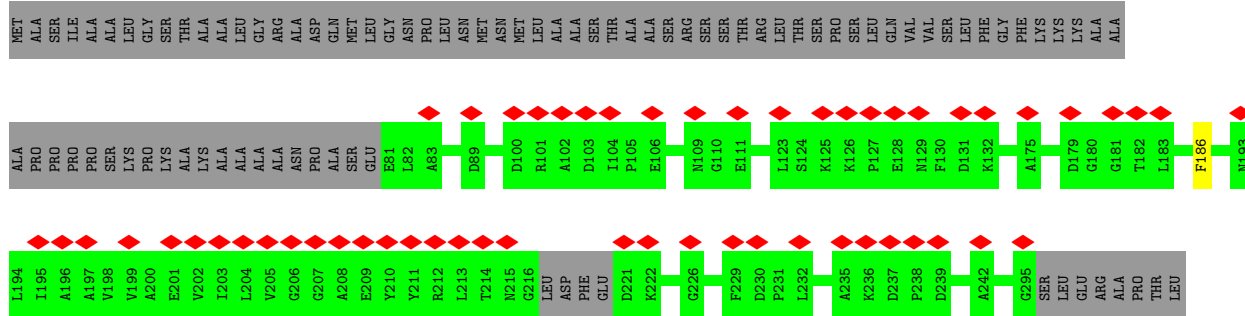 MET ALA SER ILE ALA ALA LEU GLY SER THR ALA ALA LEU GLY ARG ALA ASP GLN MET LEU GLY ASN PRO LEU ASN MET ASN MET LEU ALA ALA SER THR ALA ALA SER ARG SER SER THR ARG LEU THR SER PRO SER LEU GLN VAL VAL SER LEU PHE GLY PHE LYS LYS LYS ALA ALA
ALA PRO PRO PRO PRO SER LYS PRO LYS ALA LYS ALA ALA ALA ALA ASN PRO ALA SER GLU E81 L82 A83 D89 D100 R101 A102 D103 I104 P105 E106 N109 G110 E111 L123 S124 K125 K126 P127 E128 N129 F130 D131 K132 A175 D179 G180 G181 T182 L183 F186 N193
L194 I195 A196 A197 V198 V199 A200 E201 V202 I203 L204 V205 G206 G207 A208 E209 Y210 Y211 R212 L213 T214 N215 G216 LEU ASP PHE GLU D221 K222 G226 F229 D230 P231 L232 A235 K236 D237 P238 D239 A242 G295 SER LEU GLU ARG ALA PRO THR LEU